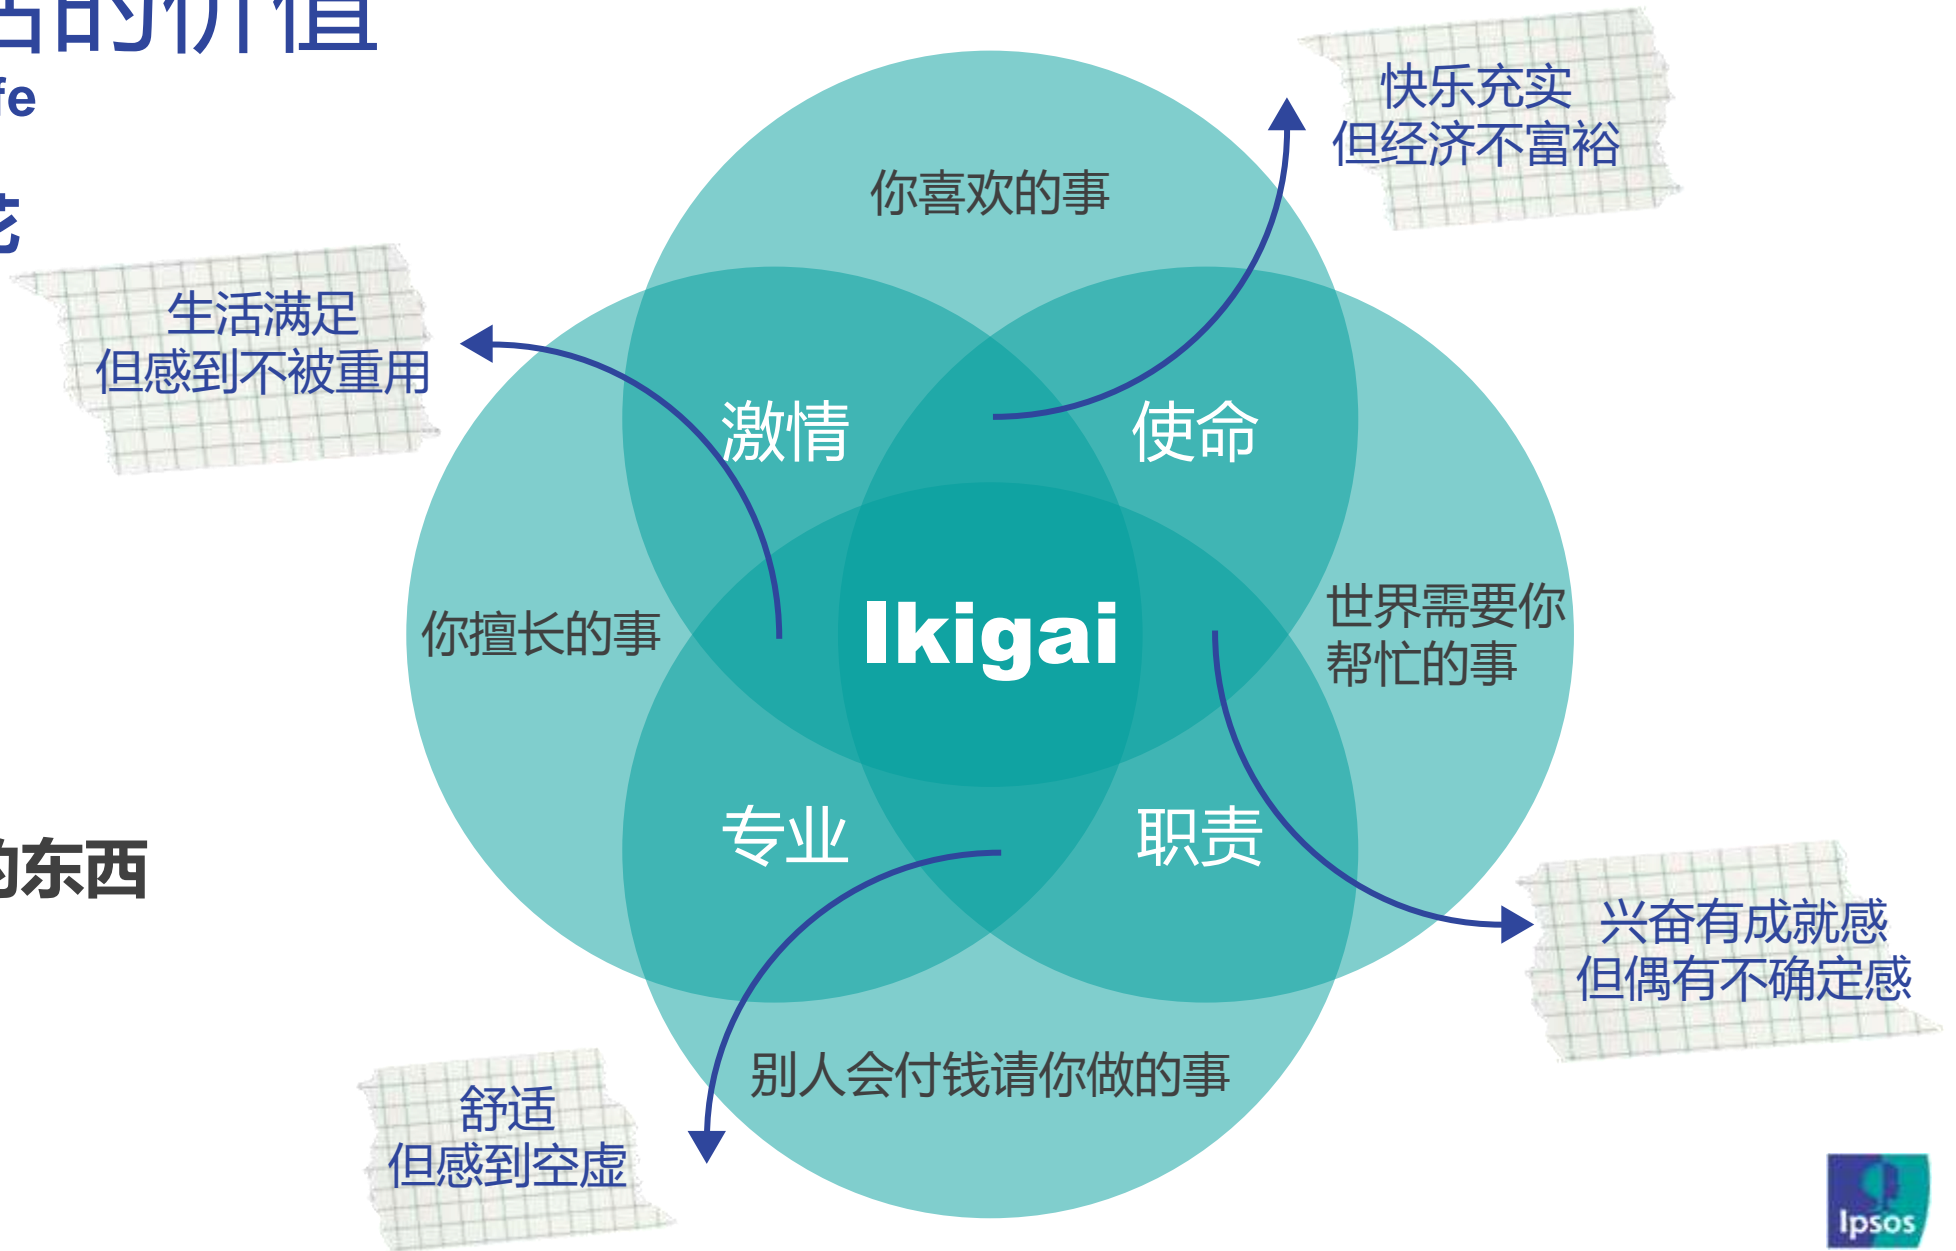 活的价值
fe
花
快乐充实
但经济不富裕
你喜欢的事
生活满足
但感到不被重用
激情
使命
你擅长的事
Ikigai
世界需要你
帮忙的事
专业
职责
的东西
兴奋有成就感
但偶有不确定感
别人会付钱请你做的事
舒适
但感到空虚
Ipsos